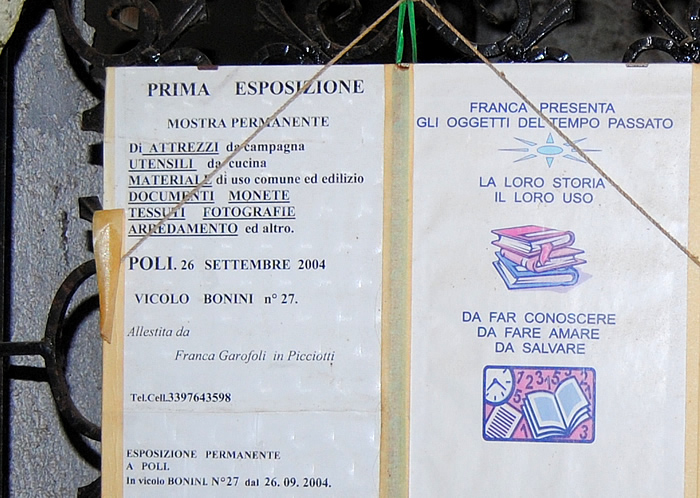 PRIMA ESPOSIZIONE
MOSTRA PERMANENTE
Di ATTREZZI da campagna
UTENSILI da cucina
MATERIALE di uso comune ed edilizio
DOCUMENTI MONETE
TESSUTI FOTOGRAFIE
ARREDAMENTO ed altro.
POLI. 26 SETTEMBRE 2004
VICOLO BONINI n° 27.
Allestita da
Franca Garofoli in Picciotti
Tel.Cell.3397643598
ESPOSIZIONE PERMANENTE
A POLI.
In vicolo BONINI. N°27 dal 26. 09. 2004.
FRANCA PRESENTA
GLI OGGETTI DEL TEMPO PASSATO
LA LORO STORIA
IL LORO USO
DA FAR CONOSCERE
DA FARE AMARE
DA SALVARE